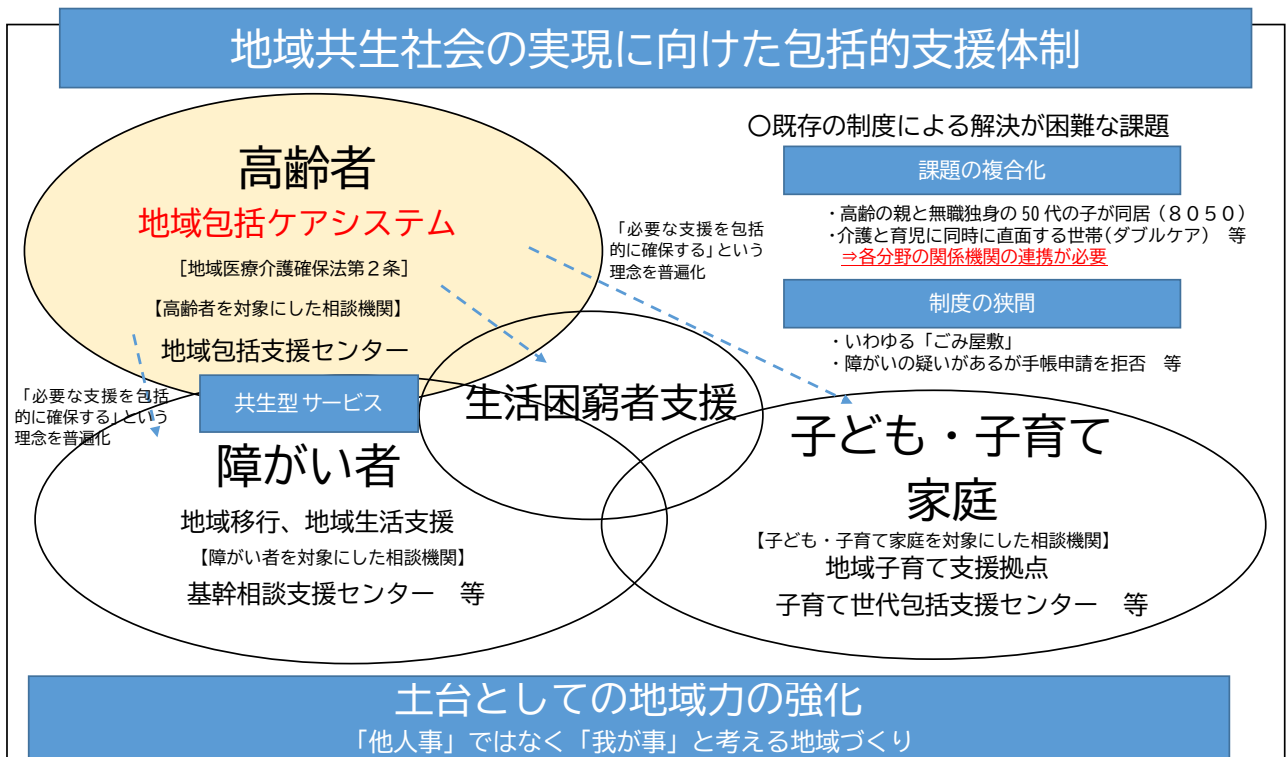 地域共生社会の実現に向けた包括的支援体制
高齢者
地域包括ケアシステム
[地域医療介護確保法第２条]
【高齢者を対象にした相談機関】
地域包括支援センター
「必要な支援を包括
的に確保する」という
理念を普遍化
〇既存の制度による解決が困難な課題
課題の複合化
・高齢の親と無職独身の 50 代の子が同居（８０５０）
・介護と育児に同時に直面する世帯（ダブルケア）　等
⇒各分野の関係機関の連携が必要
制度の狭間
・いわゆる「ごみ屋敷」
・障がいの疑いがあるが手帳申請を拒否　等
「必要な支援を包括
的に確保する」という
理念を普遍化
共生型 サービス
生活困窮者支援
障がい者
地域移行、地域生活支援
【障がい者を対象にした相談機関】
基幹相談支援センター　等
子ども・子育て
家庭
【子ども・子育て家庭を対象にした相談機関】
地域子育て支援拠点
子育て世代包括支援センター　等
土台としての地域力の強化
「他人事」ではなく「我が事」と考える地域づくり